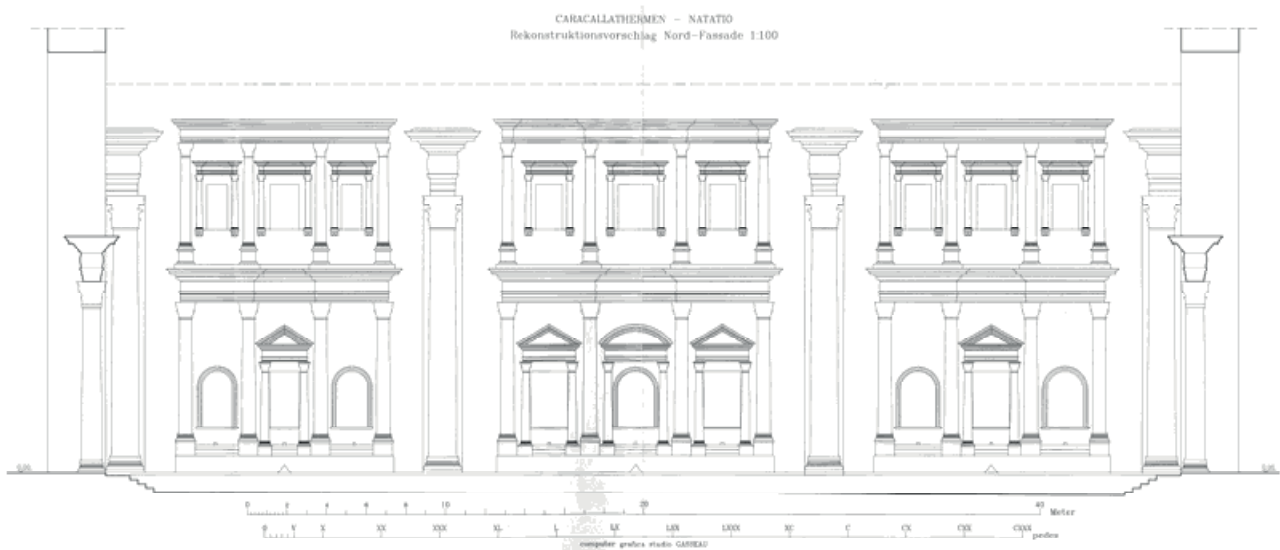 CARACALLATHERMEN - NATATIO
Rekonstruktionsvorschlag Nord-Fassade 1:100
0 2 4 6 8 10 20 40 Meter
0 V X XX XXX XL L LX LXX LXXX XC C CX CXX CXXX pedes
computer grafica studio